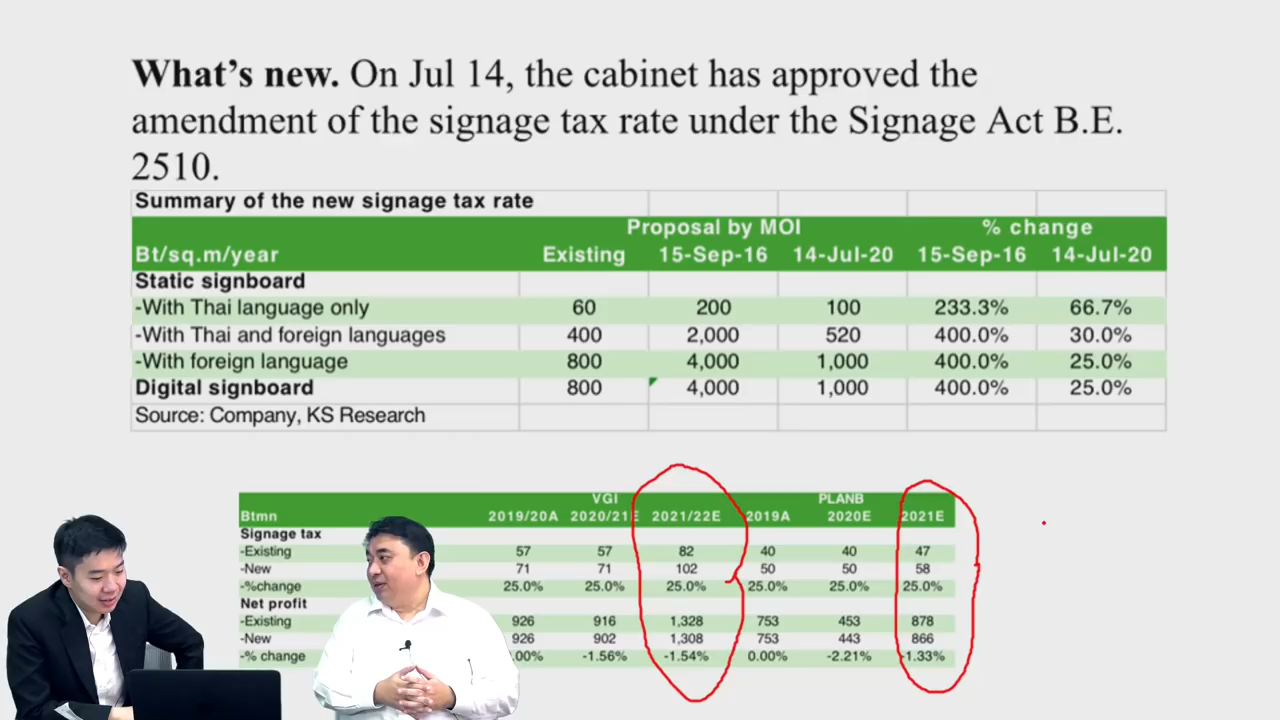 What's new. On Jul 14, the cabinet has approved the
amendment of the signage tax rate under the Signage Act B.E.
2510.
Summary of the new signage tax rate
Proposal by MOI % change
Bt/sq.m/year Existing 15-Sep-16 14-Jul-20 15-Sep-16 14-Jul-20
Static signboard
-With Thai language only 60 200 100 233.3% 66.7%
-With Thai and foreign languages 400 2,000 520 400.0% 30.0%
-With foreign language 800 4,000 1,000 400.0% 25.0%
Digital signboard 800 4,000 1,000 400.0% 25.0%
Source: Company, KS Research
VGI PLANB
Btmn 2019/20A 2020/21E 2021/22E 2019A 2020E 2021E
Signage tax
-Existing 57 57 82 40 40 47
-New 71 71 102 50 50 58
-%change 25.0% 25.0% 25.0% 25.0% 25.0% 25.0%
Net profit
-Existing 926 916 1,328 753 453 878
-New 926 902 1,308 753 443 866
-% change .00% -1.56% -1.54% 0.00% -2.21% -1.33%